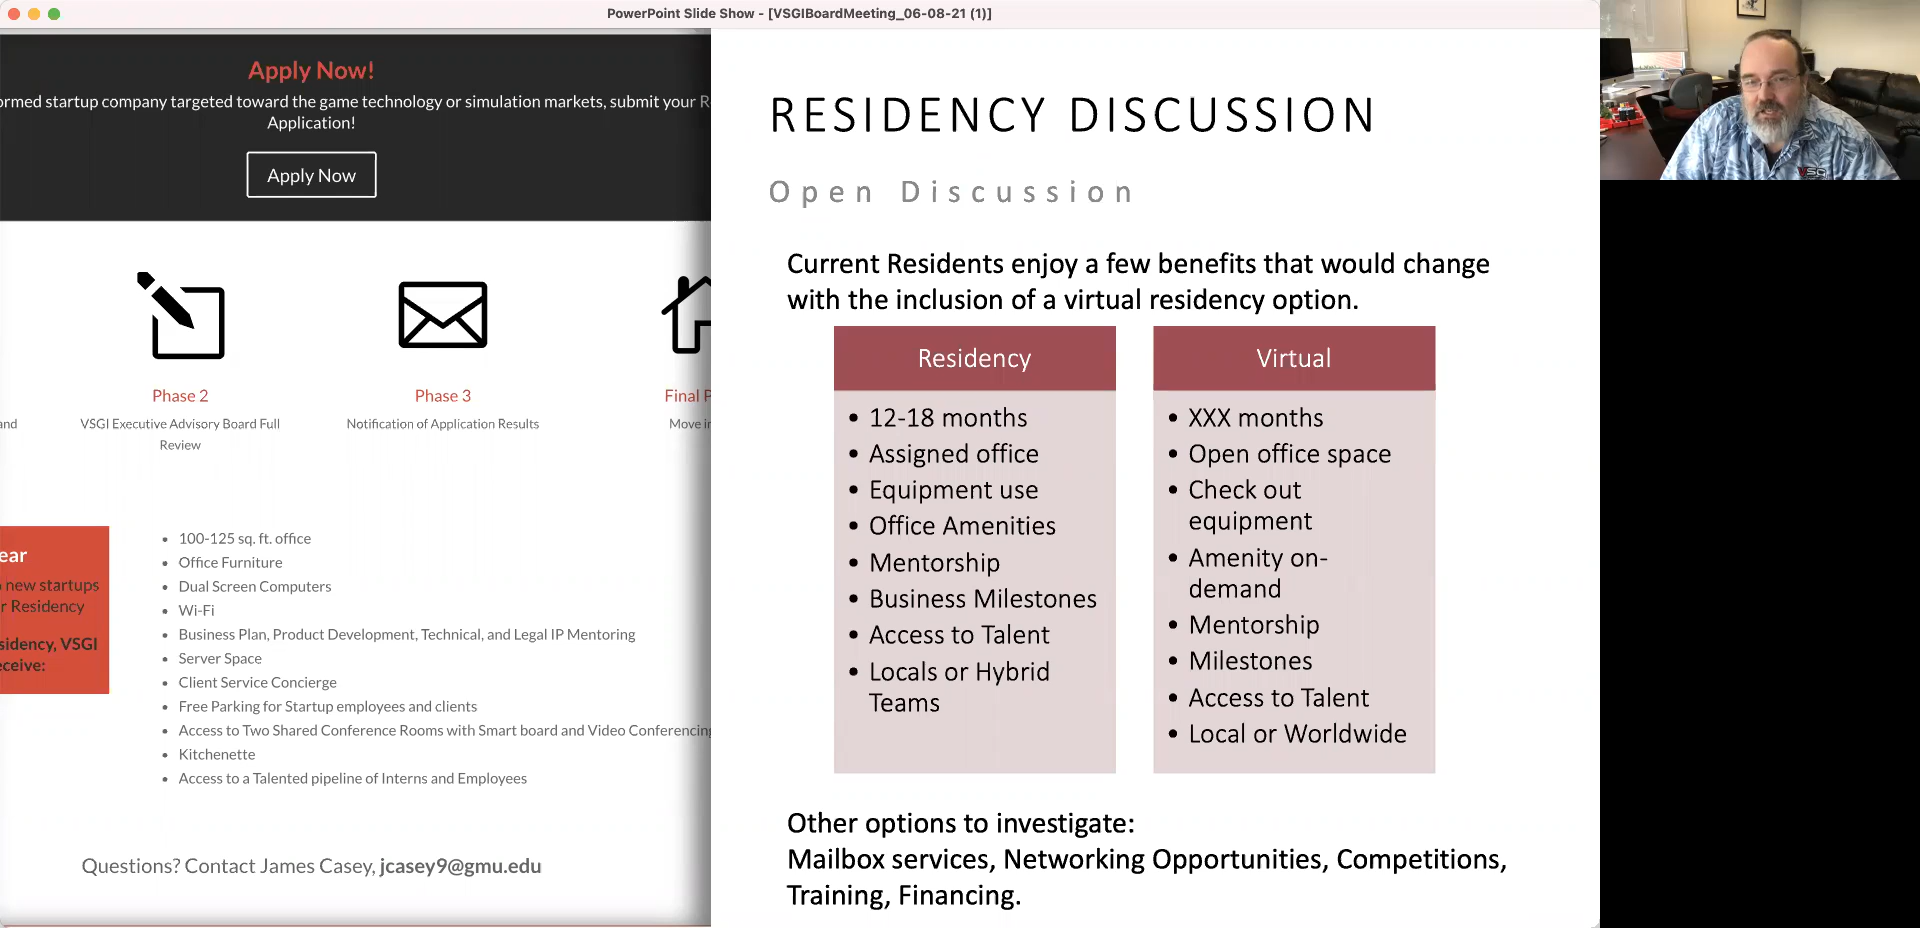 PowerPoint Slide Show - [VSGIBoardMeeting_06-08-21 (1)]
Apply Now!
ormed startup company targeted toward the game technology or simulation markets, submit your R
Application!
Apply Now
Phase 2
VSGI Executive Advisory Board Full
Review
Phase 3
Notification of Application Results
Final P
Move in
and
ear
new startups
r Residency
sidency, VSGI
ceive:
• 100-125 sq. ft. office
• Office Furniture
• Dual Screen Computers
• Wi-Fi
• Business Plan, Product Development, Technical, and Legal IP Mentoring
• Server Space
• Client Service Concierge
• Free Parking for Startup employees and clients
• Access to Two Shared Conference Rooms with Smart board and Video Conferencing
• Kitchenette
• Access to a Talented pipeline of Interns and Employees
Questions? Contact James Casey, jcasey9@gmu.edu
RESIDENCY DISCUSSION
Open Discussion
Current Residents enjoy a few benefits that would change
with the inclusion of a virtual residency option.
Residency
• 12-18 months
• Assigned office
• Equipment use
• Office Amenities
• Mentorship
• Business Milestones
• Access to Talent
• Locals or Hybrid
Teams
Virtual
• XXX months
• Open office space
• Check out
equipment
• Amenity on-
demand
• Mentorship
• Milestones
• Access to Talent
• Local or Worldwide
Other options to investigate:
Mailbox services, Networking Opportunities, Competitions,
Training, Financing.